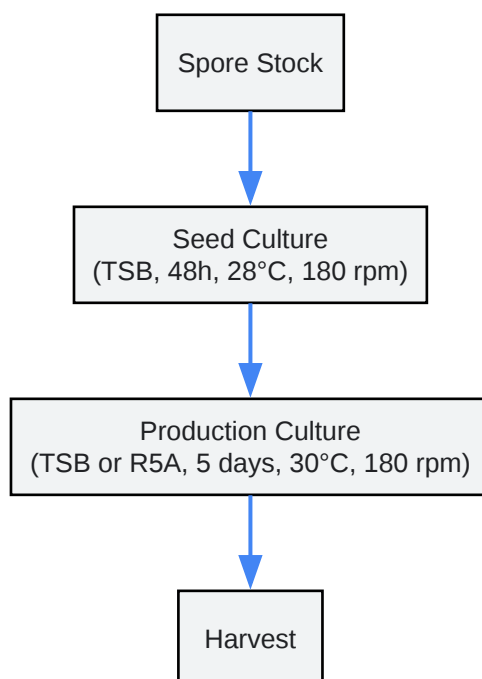 Spore Stock
Seed Culture
(TSB, 48h, 28°C, 180 rpm)
Production Culture
(TSB or R5A, 5 days, 30°C, 180 rpm)
Harvest